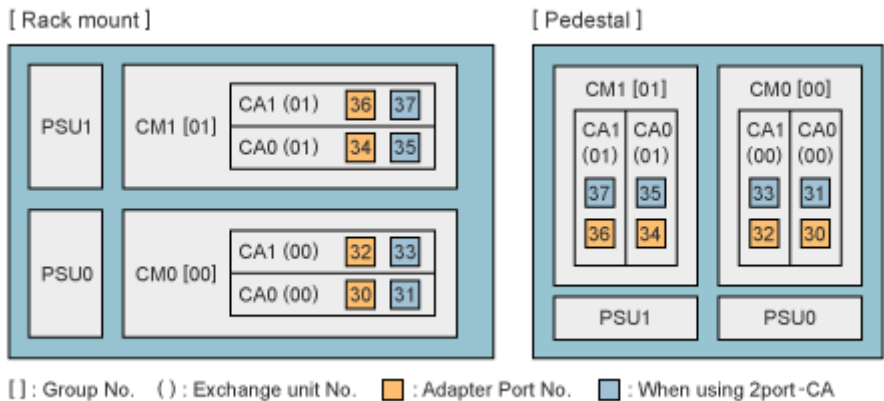 [ Rack mount ]
PSU1
CM1 [01]
CA1 (01) 36 37
CA0 (01) 34 35
PSU0
CM0 [00]
CA1 (00) 32 33
CA0 (00) 30 31
[ Pedestal ]
CM1 [01]
CA1 CA0
(01) (01)
37 35
36 34
CM0 [00]
CA1 CA0
(00) (00)
33 31
32 30
PSU1
PSU0
[ ] : Group No. ( ) : Exchange unit No. : Adapter Port No. : When using 2port-CA